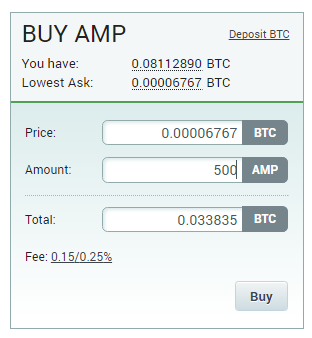 BUY AMP Deposit BTC
You have: 0.08112890 BTC
Lowest Ask: 0.00006767 BTC
Price: 0.00006767 BTC
Amount: 500 AMP
Total: 0.033835 BTC
Fee: 0.15/0.25%
Buy